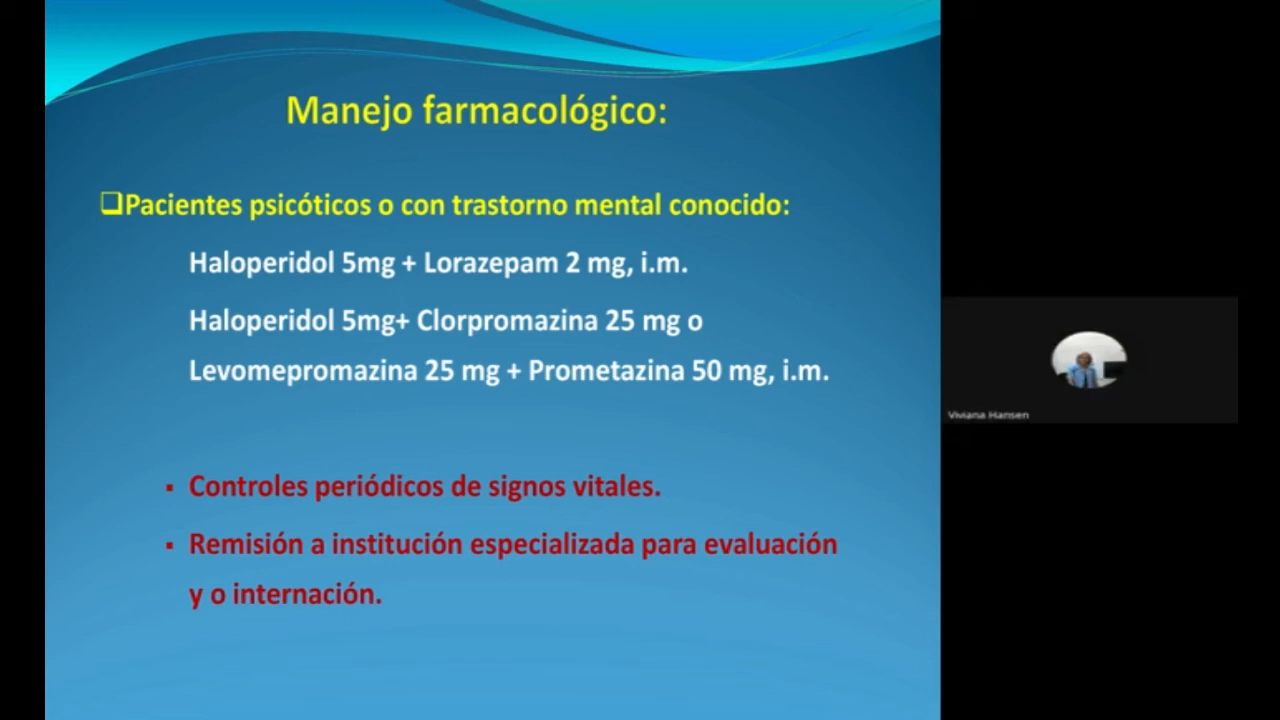 Manejo farmacológico:
❑Pacientes psicóticos o con trastorno mental conocido:
Haloperidol 5mg + Lorazepam 2 mg, i.m.
Haloperidol 5mg+ Clorpromazina 25 mg o
Levomepromazina 25 mg + Prometazina 50 mg, i.m.
▪ Controles periódicos de signos vitales.
▪ Remisión a institución especializada para evaluación
y o internación.
Viviana Hansen